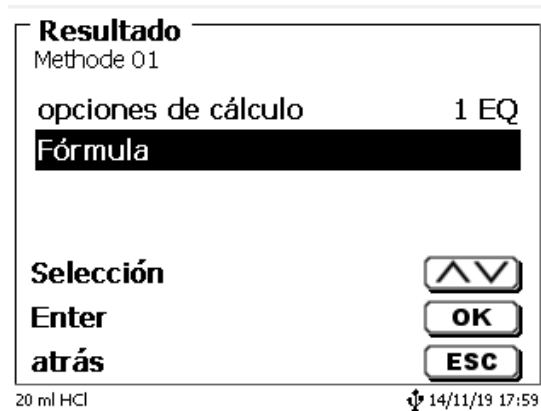 Resultado
Methode 01
opciones de cálculo 1 EQ
Fórmula
Selección
Enter OK
atrás ESC
20 ml HCl 14/11/19 17:59